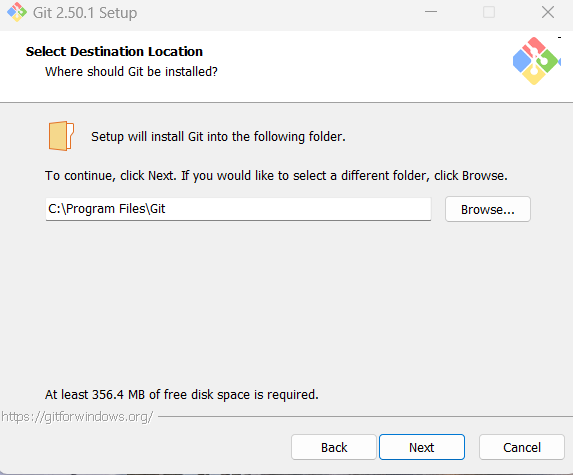 Git 2.50.1 Setup
Select Destination Location
Where should Git be installed?
Setup will install Git into the following folder.
To continue, click Next. If you would like to select a different folder, click Browse.
C:\Program Files\Git
Browse...
At least 356.4 MB of free disk space is required.
https://gitforwindows.org/
Back
Next
Cancel